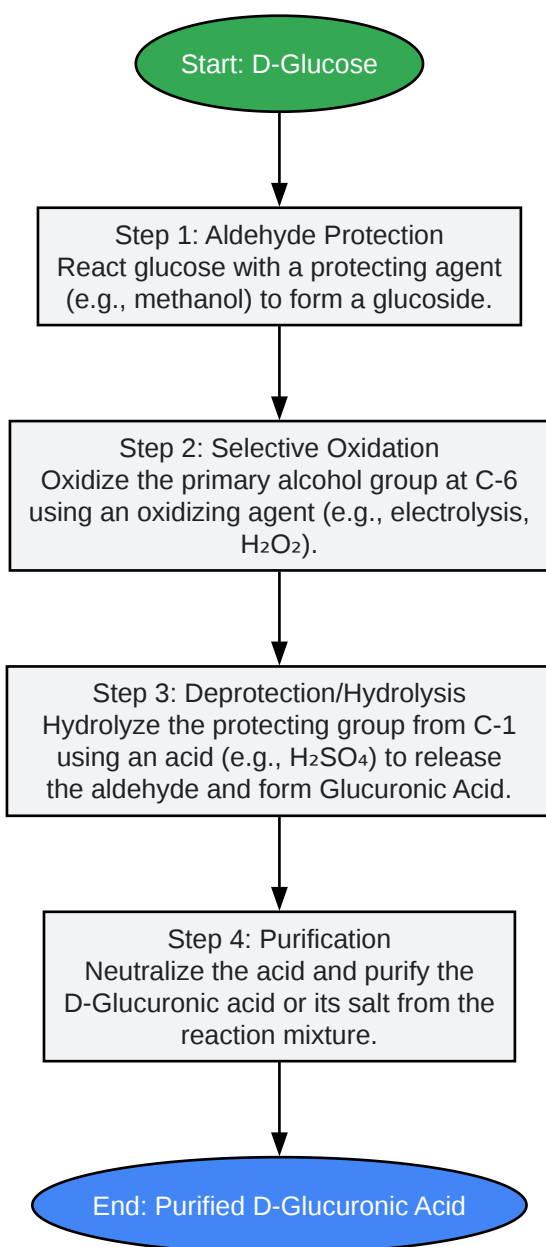 Start: D-Glucose
Step 1: Aldehyde Protection
React glucose with a protecting agent
(e.g., methanol) to form a glucoside.
Step 2: Selective Oxidation
Oxidize the primary alcohol group at C-6
using an oxidizing agent (e.g., electrolysis,
H₂O₂).
Step 3: Deprotection/Hydrolysis
Hydrolyze the protecting group from C-1
using an acid (e.g., H₂SO₄) to release
the aldehyde and form Glucuronic Acid.
Step 4: Purification
Neutralize the acid and purify the
D-Glucuronic acid or its salt from the
reaction mixture.
End: Purified D-Glucuronic Acid